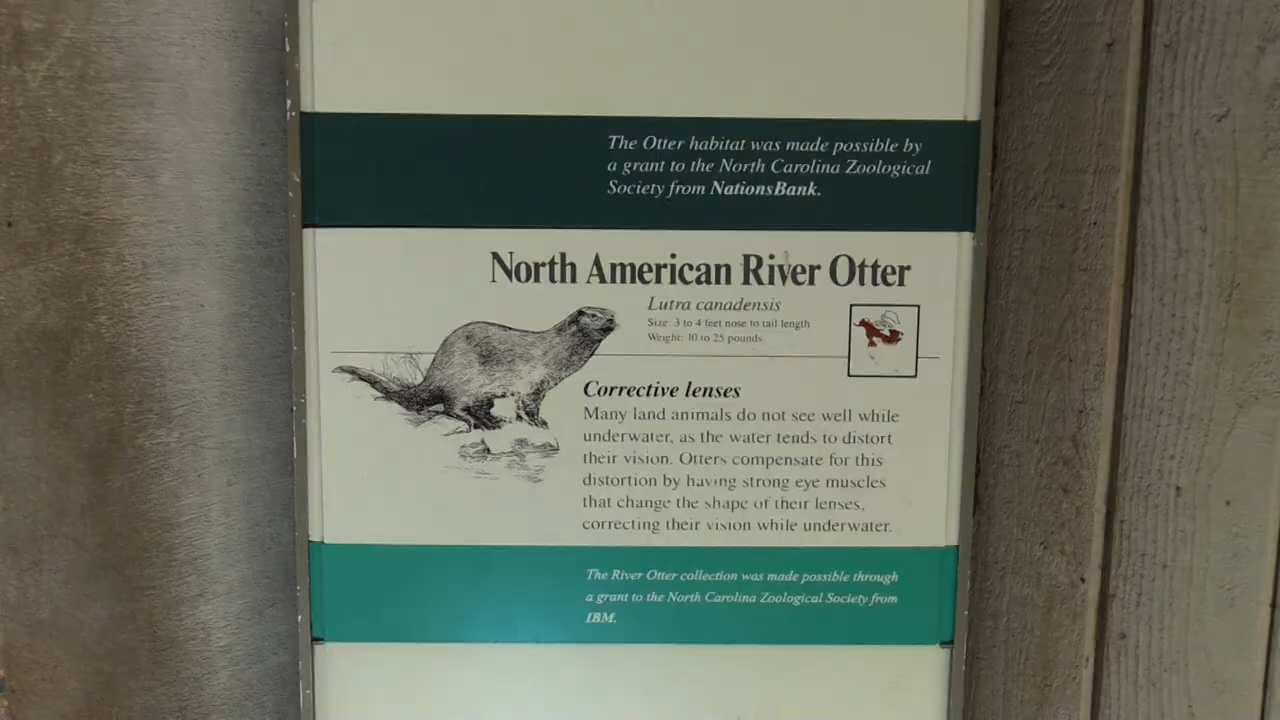 The Otter habitat was made possible by
a grant to the North Carolina Zoological
Society from NationsBank.
North American River Otter
Lutra canadensis
Size: 3 to 4 feet nose to tail length
Weight: 10 to 25 pounds
Corrective lenses
Many land animals do not see well while
underwater, as the water tends to distort
their vision. Otters compensate for this
distortion by having strong eye muscles
that change the shape of their lenses,
correcting their vision while underwater.
The River Otter collection was made possible through
a grant to the North Carolina Zoological Society from
IBM.